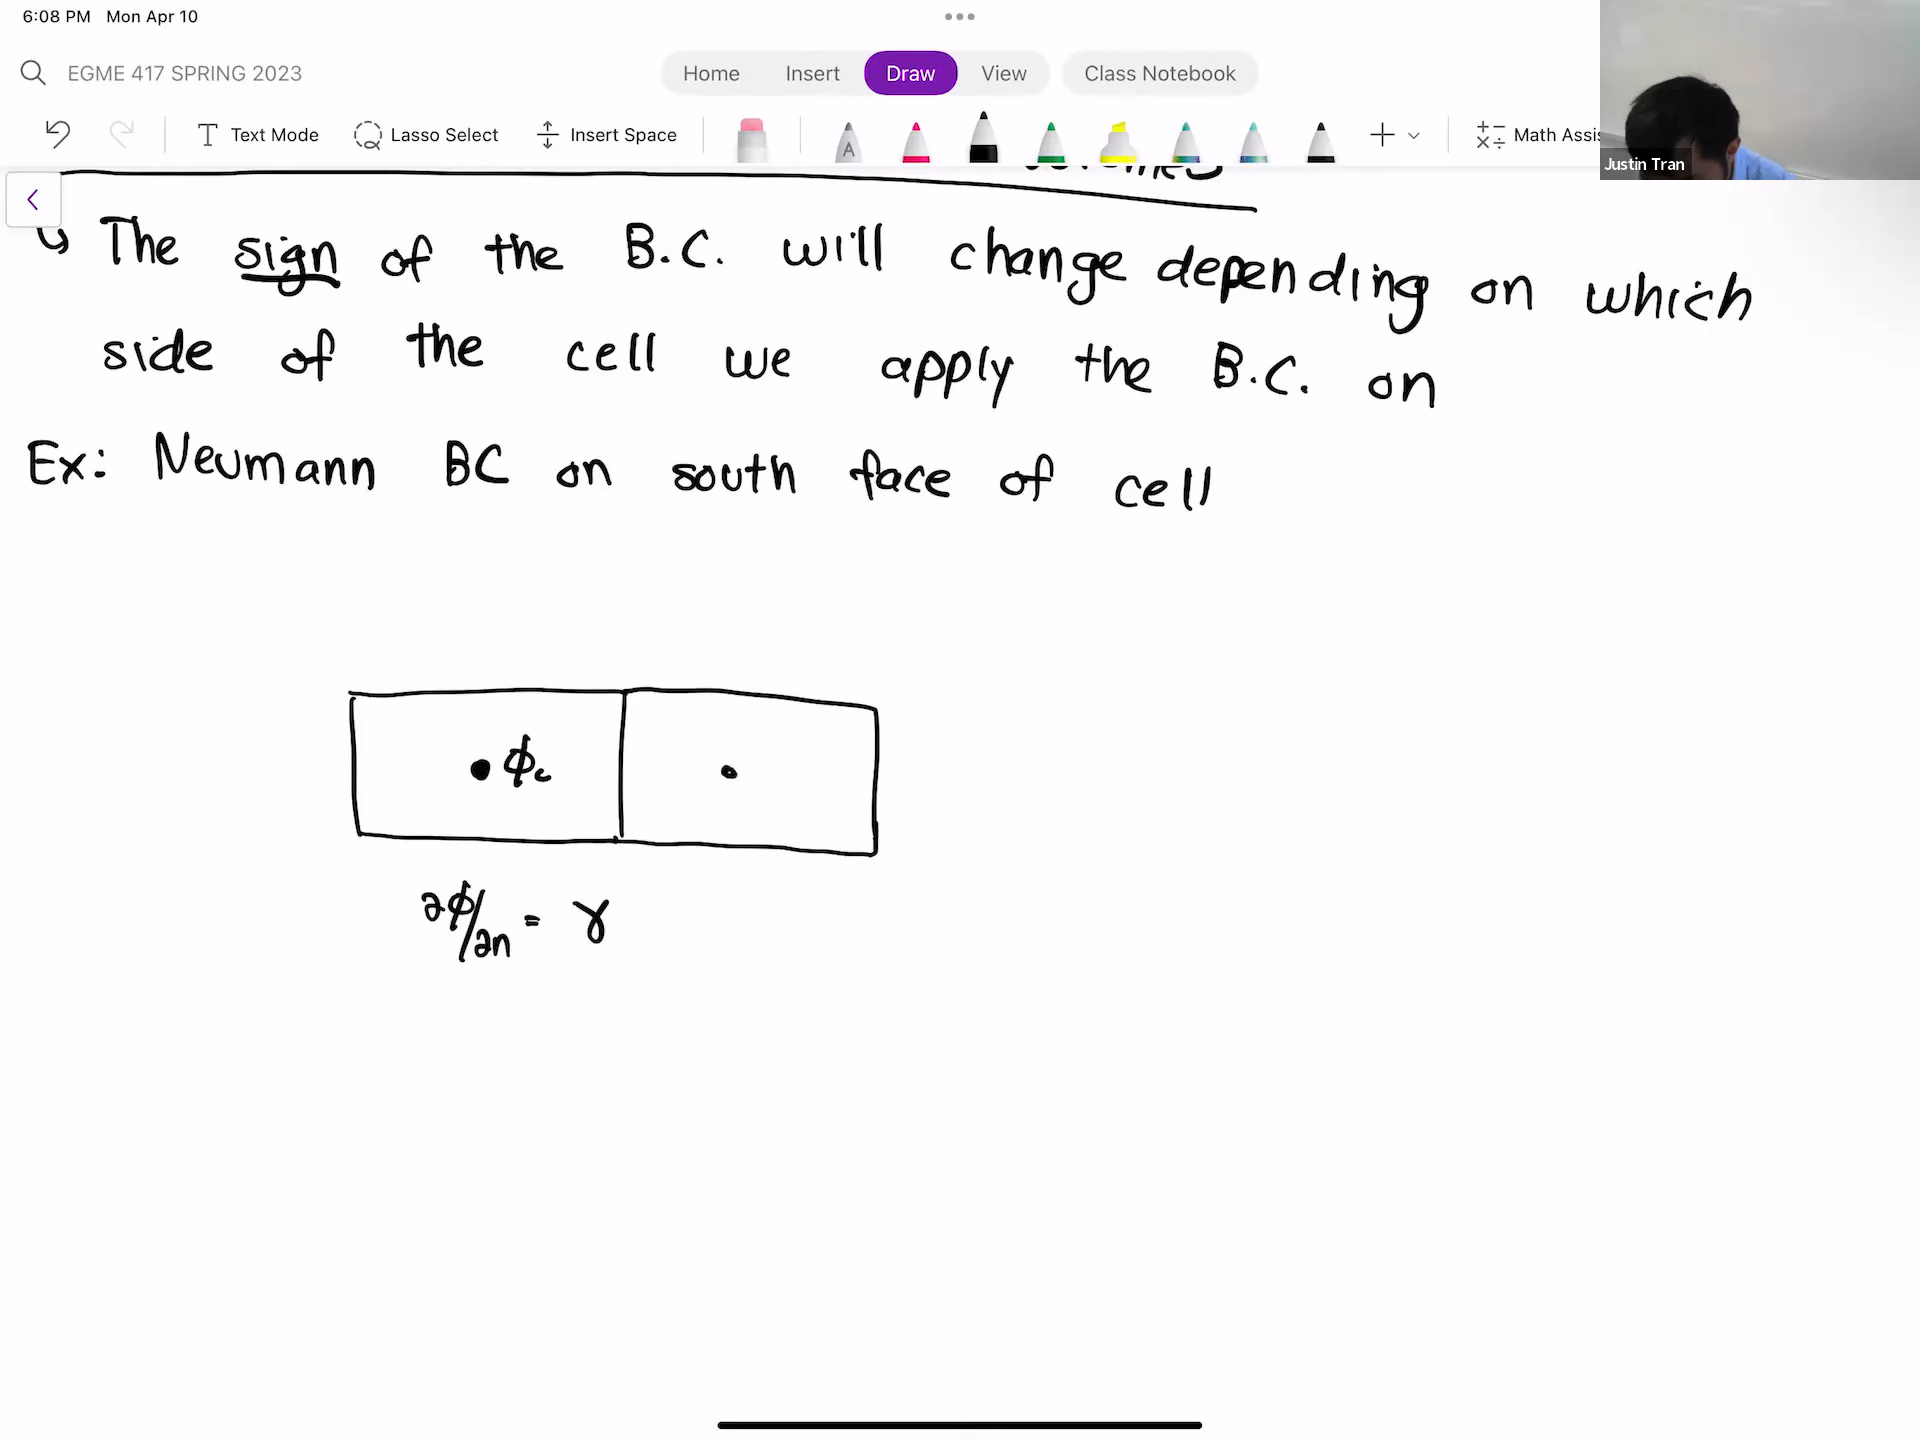 6:08 PM Mon Apr 10
EGME 417 SPRING 2023
Home Insert Draw View Class Notebook
Text Mode Lasso Select Insert Space A Math Assis
Justin Tran
↳ The sign of the B.C. will change depending on which
side of the cell we apply the B.C. on
Ex: Neumann BC on south face of cell
ϕc
∂ϕ/∂n = γ